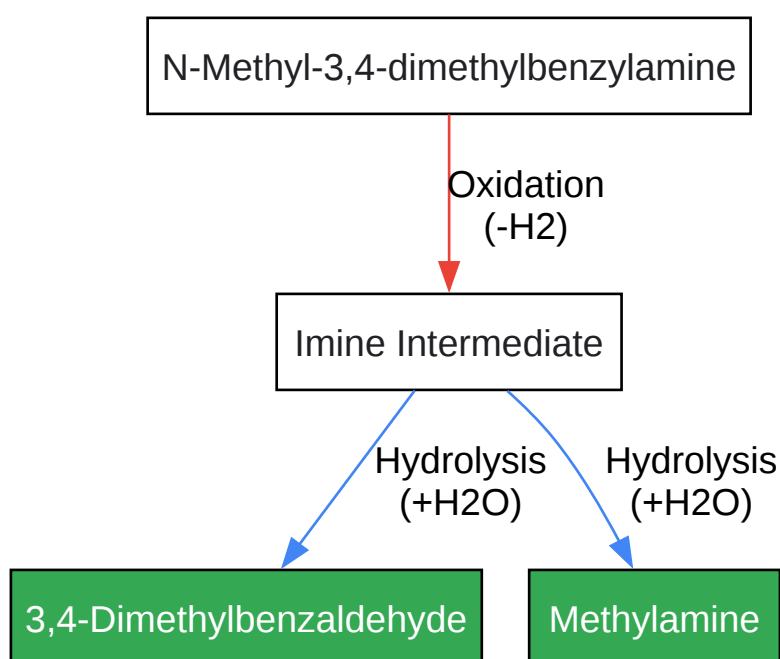 N-Methyl-3,4-dimethylbenzylamine
Oxidation
(-H2)
Imine Intermediate
Hydrolysis
(+H2O)
Hydrolysis
(+H2O)
3,4-Dimethylbenzaldehyde
Methylamine